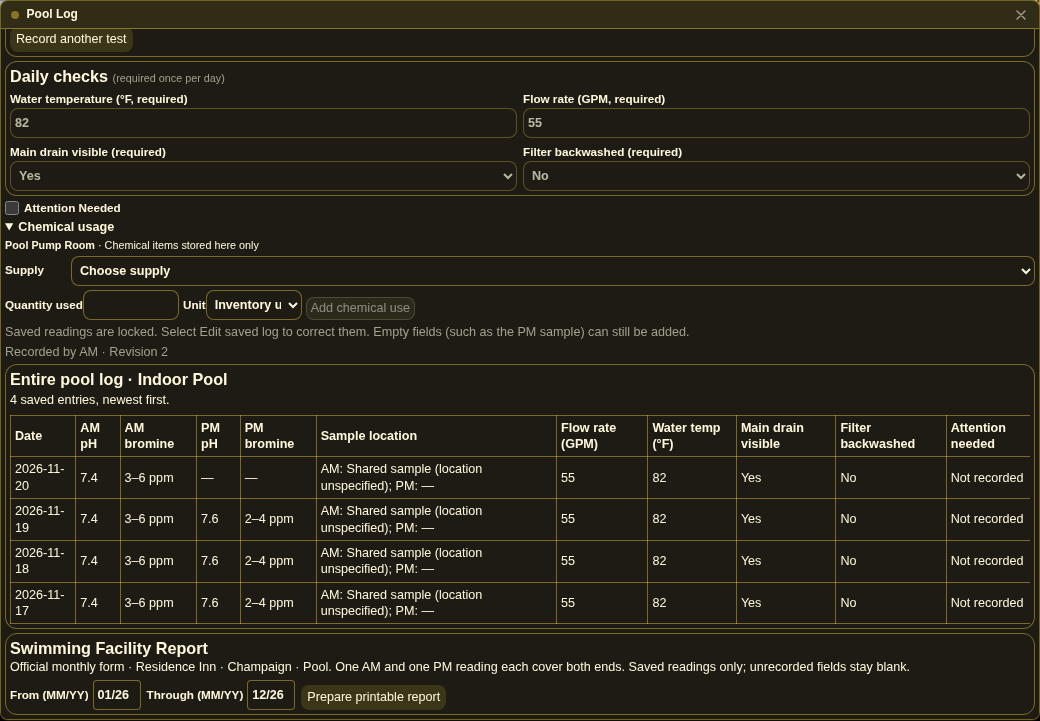 Pool Log
Record another test
Daily checks (required once per day)
Water temperature (°F, required)
Flow rate (GPM, required)
82
55
Main drain visible (required)
Filter backwashed (required)
Yes
No
Attention Needed
▼ Chemical usage
Pool Pump Room · Chemical items stored here only
Supply
Choose supply
Quantity used
Unit
Inventory u
Add chemical use
Saved readings are locked. Select Edit saved log to correct them. Empty fields (such as the PM sample) can still be added.
Recorded by AM · Revision 2
Entire pool log · Indoor Pool
4 saved entries, newest first.
Date AM pH AM bromine PM pH PM bromine Sample location Flow rate (GPM) Water temp (°F) Main drain visible Filter backwashed Attention needed
2026-11-20 7.4 3–6 ppm — — AM: Shared sample (location unspecified); PM: — 55 82 Yes No Not recorded
2026-11-19 7.4 3–6 ppm 7.6 2–4 ppm AM: Shared sample (location unspecified); PM: — 55 82 Yes No Not recorded
2026-11-18 7.4 3–6 ppm 7.6 2–4 ppm AM: Shared sample (location unspecified); PM: — 55 82 Yes No Not recorded
2026-11-17 7.4 3–6 ppm 7.6 2–4 ppm AM: Shared sample (location unspecified); PM: — 55 82 Yes No Not recorded
Swimming Facility Report
Official monthly form · Residence Inn · Champaign · Pool. One AM and one PM reading each cover both ends. Saved readings only; unrecorded fields stay blank.
From (MM/YY) 01/26 Through (MM/YY) 12/26 Prepare printable report